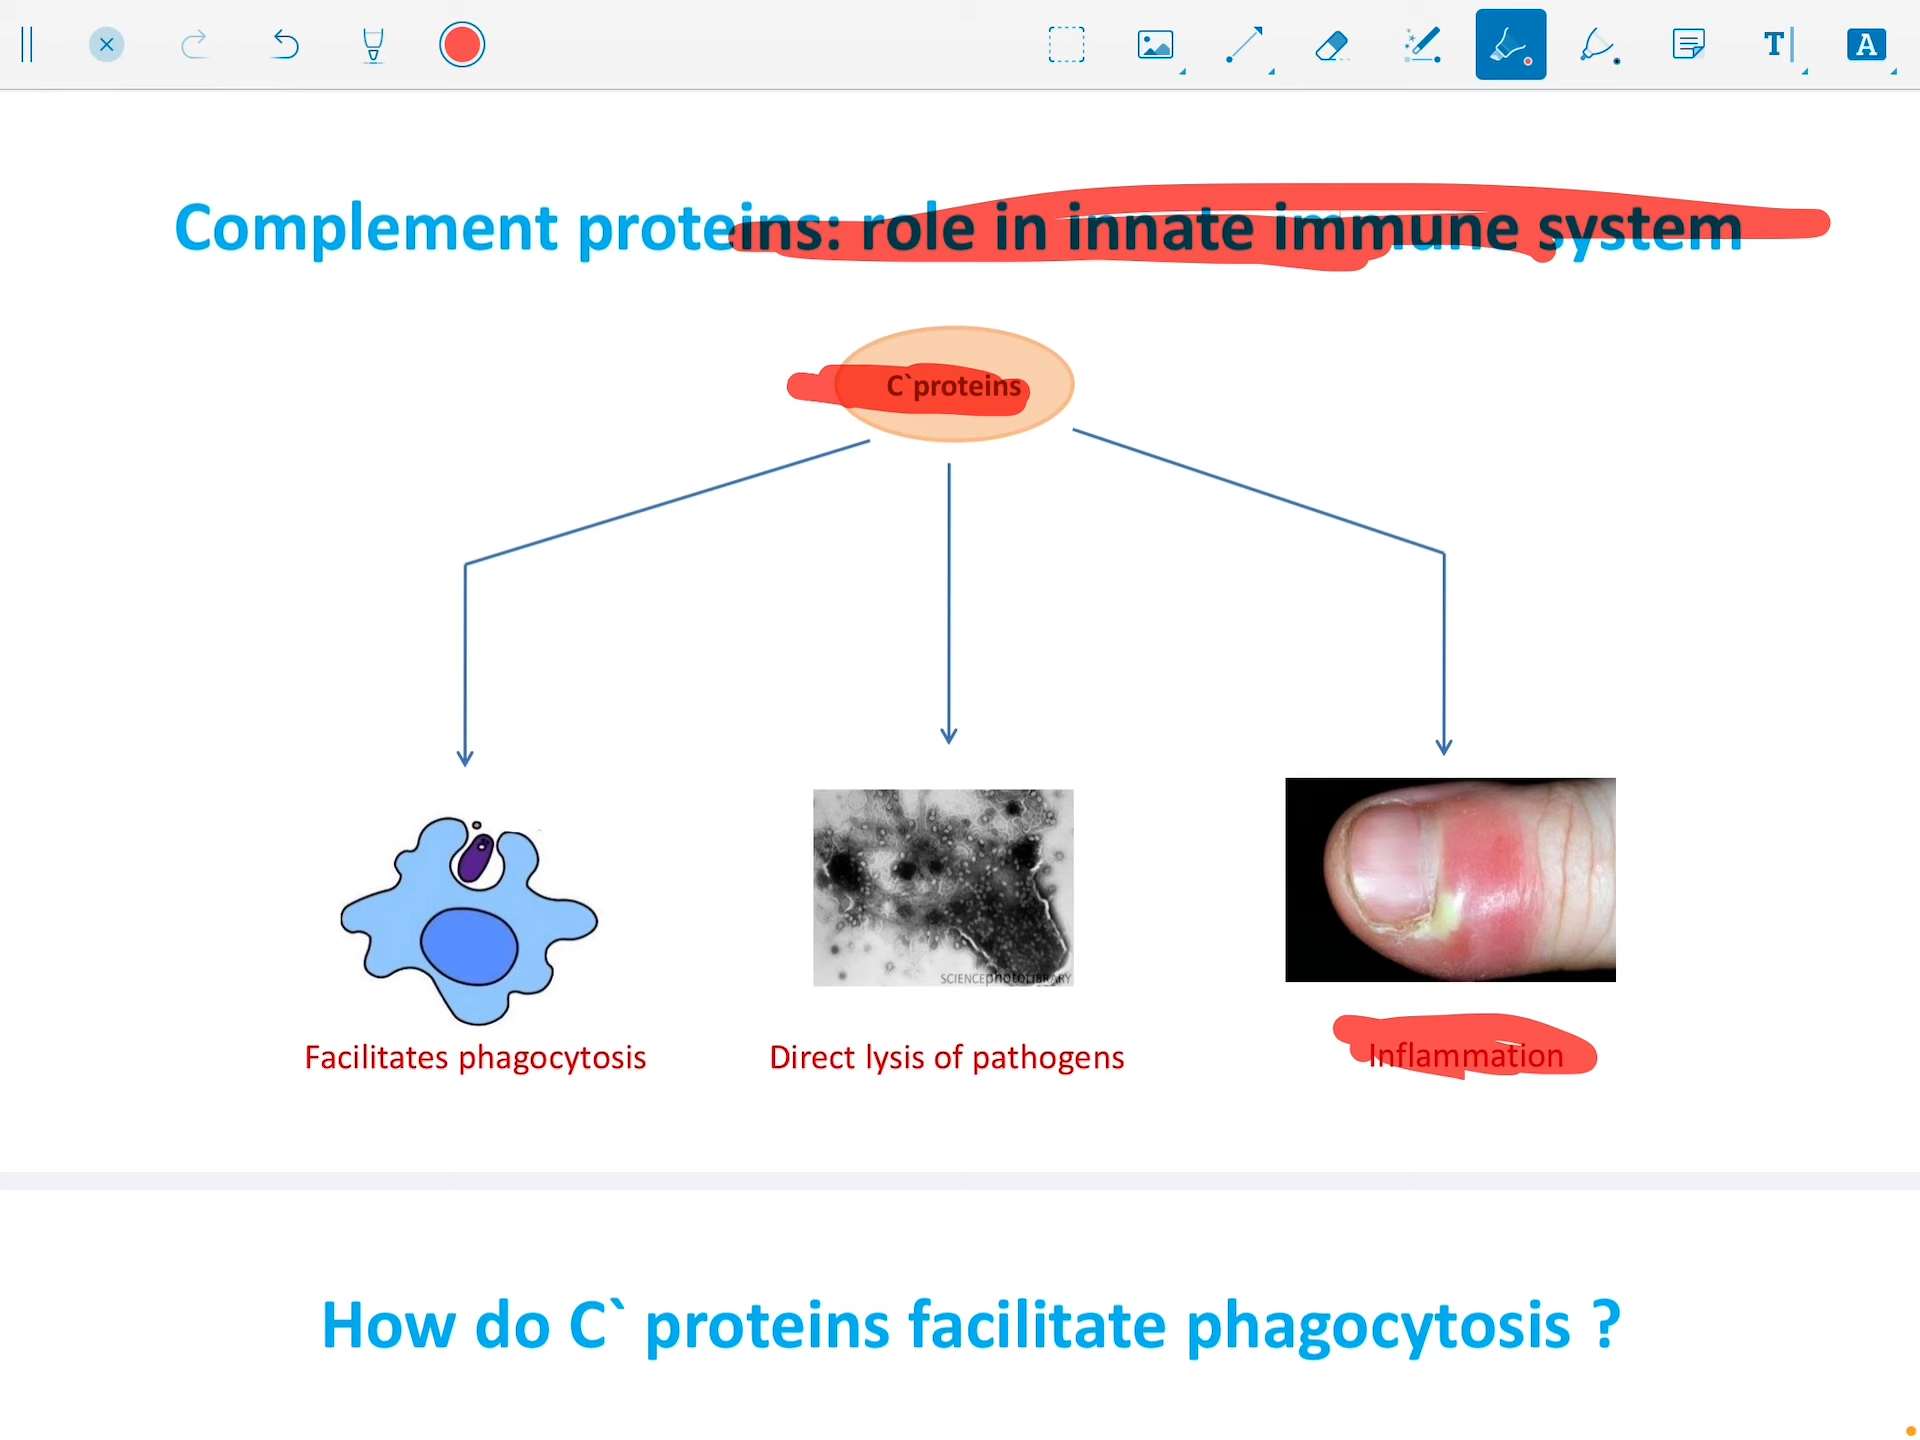 T
A
Complement proteins: role in innate immune system
C`proteins
SCIENCEphotOLIBRARY
Facilitates phagocytosis
Direct lysis of pathogens
Inflammation
How do C` proteins facilitate phagocytosis ?